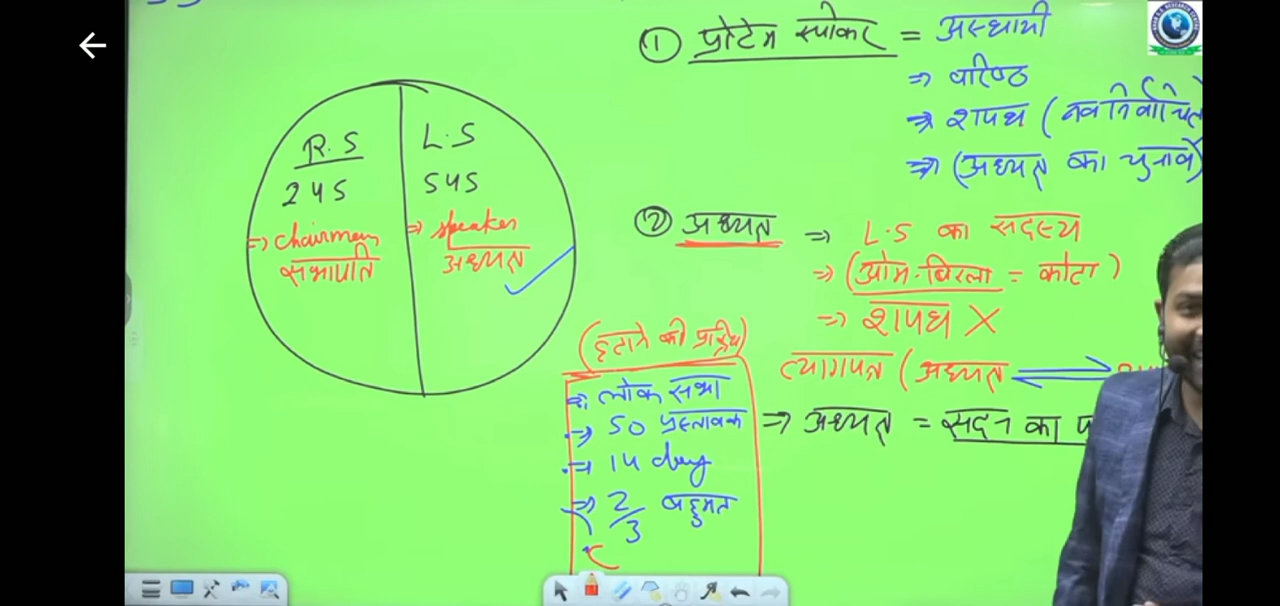 ① प्रोटेम स्पीकर = अस्थायी
⇒ वरिष्ठ
⇒ शपथ (नवनिर्वाचित
⇒ (अध्यक्ष का चुनाव)
R.S
245
⇒ chairman
सभापति
L.S
545
⇒ speaker
अध्यक्ष
② अध्यक्ष ⇒ L.S का सदस्य
⇒ (ओम बिरला = कोटा)
⇒ शपथ X
त्यागपत्र (अध्यक्ष
⇒ अध्यक्ष = सदन का
(हटाने की प्रक्रिया)
⇒ लोक सभा
⇒ 50 प्रस्तावक
⇒ 14 day
⇒ 2/3 बहुमत